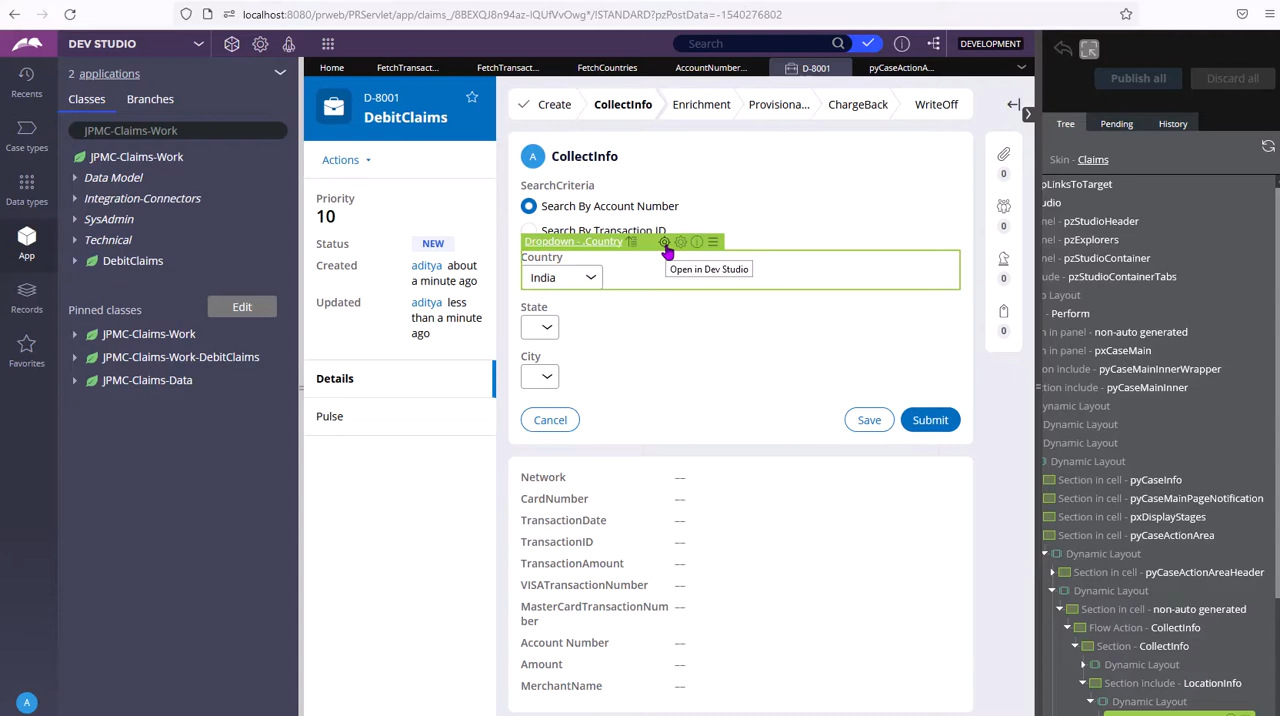 localhost:8080/prweb/PRServlet/app/claims_/8BEXQJ8n94az-IQUfVvOwg*/!STANDARD?pzPostData=-1540276802
DEV STUDIO
Search
DEVELOPMENT
Publish all
Discard all
Recents
Case types
Data types
App
Records
Favorites
A
2 applications
Classes
Branches
JPMC-Claims-Work
JPMC-Claims-Work
Data Model
Integration-Connectors
SysAdmin
Technical
DebitClaims
Pinned classes
Edit
JPMC-Claims-Work
JPMC-Claims-Work-DebitClaims
JPMC-Claims-Data
Home
FetchTransact...
FetchTransact...
FetchCountries
AccountNumber...
D-8001
pyCaseActionA...
D-8001
DebitClaims
Actions
Priority
10
Status
NEW
Created
aditya about
a minute ago
Updated
aditya less
than a minute
ago
Details
Pulse
Create
CollectInfo
Enrichment
Provisiona...
ChargeBack
WriteOff
A
CollectInfo
SearchCriteria
Search By Account Number
Search By Transaction ID
Dropdown - .Country
Open in Dev Studio
Country
India
State
City
Cancel
Save
Submit
Network --
CardNumber --
TransactionDate --
TransactionID --
TransactionAmount --
VISATransactionNumber --
MasterCardTransactionNum --
ber
Account Number --
Amount --
MerchantName --
0
0
0
0
Tree
Pending
History
Skin - Claims
oLinksToTarget
udio
pzStudioHeader
pzExplorers
pzStudioContainer
pzStudioContainerTabs
o Layout
Perform
n in panel - non-auto generated
in panel - pxCaseMain
ion include - pyCaseMainInnerWrapper
ction include - pyCaseMainInner
ynamic Layout
Dynamic Layout
Dynamic Layout
Dynamic Layout
Section in cell - pyCaseInfo
Section in cell - pyCaseMainPageNotification
Section in cell - pxDisplayStages
Section in cell - pyCaseActionArea
Dynamic Layout
Section in cell - pyCaseActionAreaHeader
Dynamic Layout
Section in cell - non-auto generated
Flow Action - CollectInfo
Section - CollectInfo
Dynamic Layout
Section include - LocationInfo
Dynamic Layout